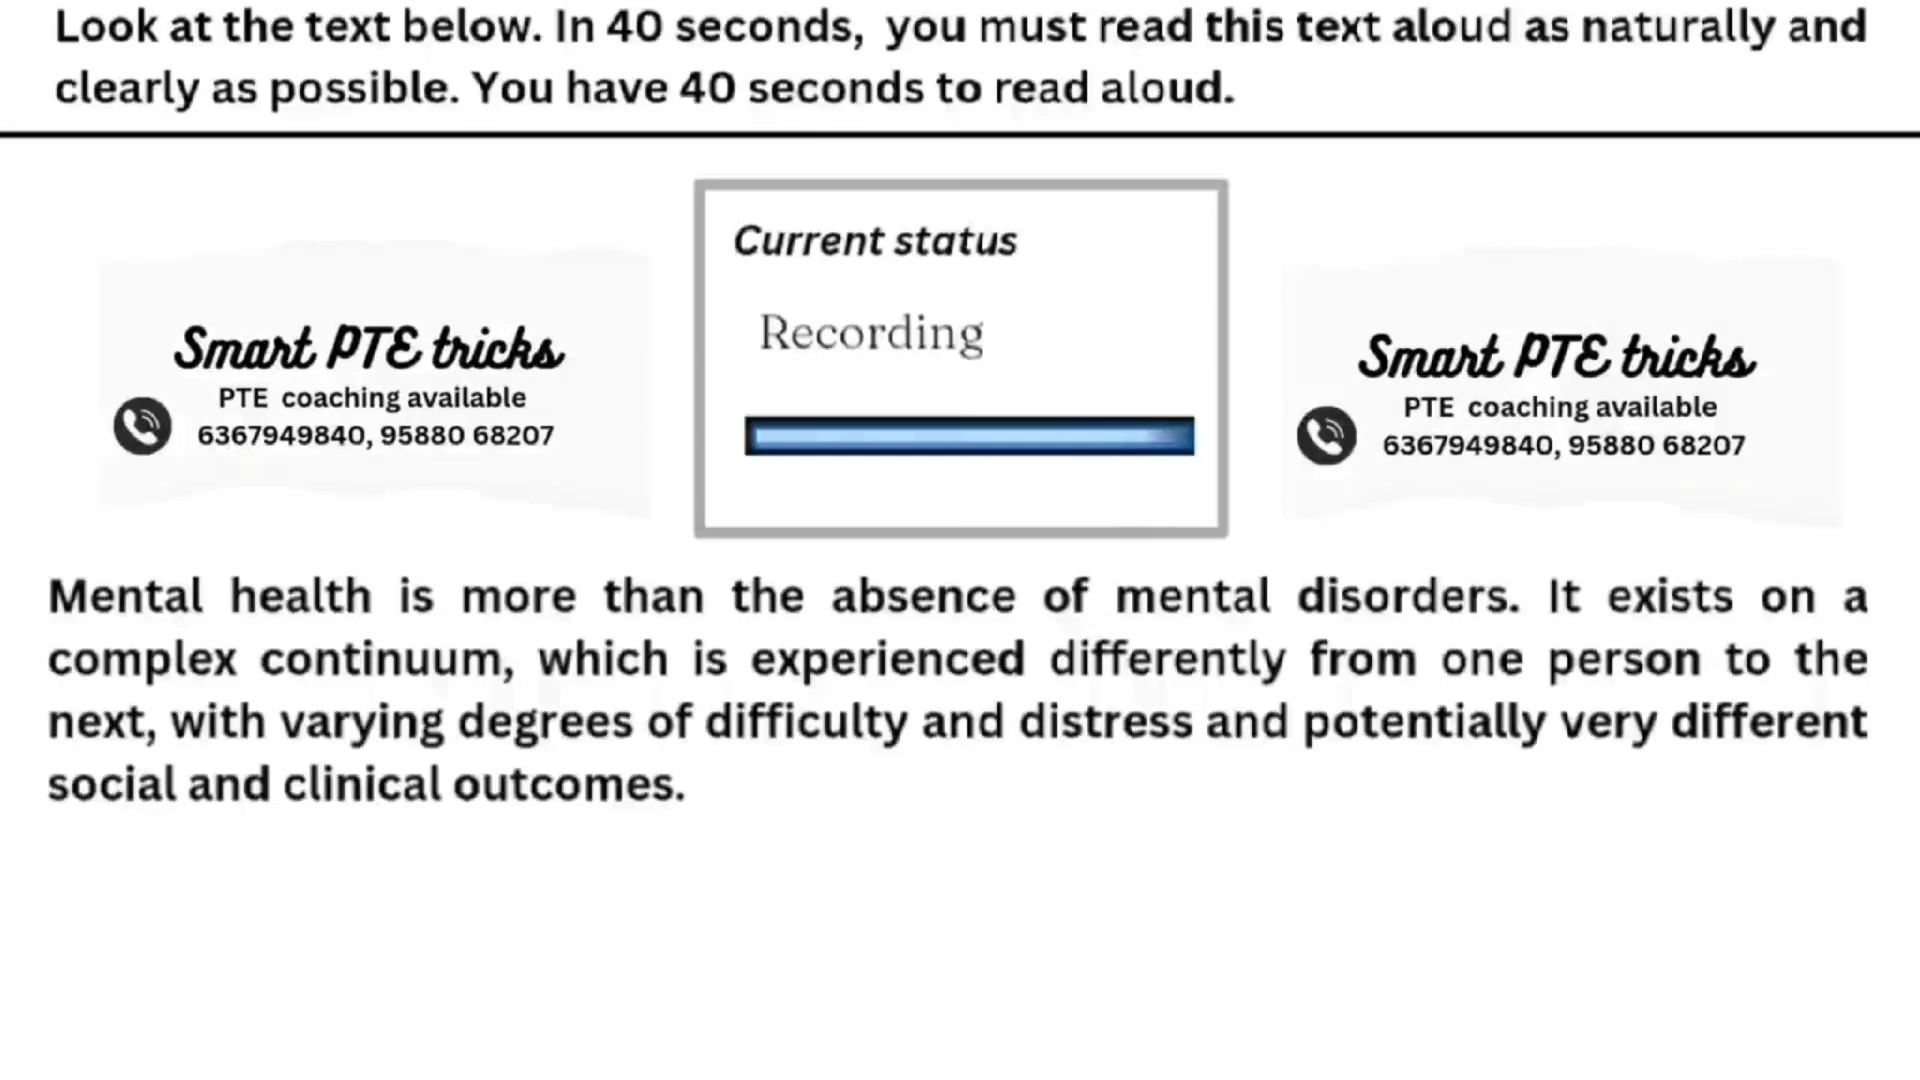 Look at the text below. In 40 seconds, you must read this text aloud as naturally and
clearly as possible. You have 40 seconds to read aloud.
Current status
Recording
Smart PTE tricks
PTE coaching available
6367949840, 95880 68207
Smart PTE tricks
PTE coaching available
6367949840, 95880 68207
Mental health is more than the absence of mental disorders. It exists on a
complex continuum, which is experienced differently from one person to the
next, with varying degrees of difficulty and distress and potentially very different
social and clinical outcomes.